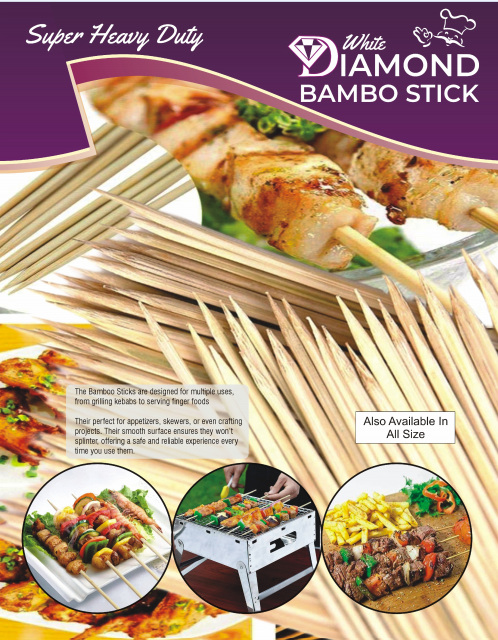 Super Heavy Duty
White
DIAMOND
BAMBO STICK
The Bamboo Sticks are designed for multiple uses,
from grilling kebabs to serving finger foods
Their perfect for appetizers, skewers, or even crafting
projects. Their smooth surface ensures they won't
splinter, offering a safe and reliable experience every
time you use them.
Also Available In
All Size